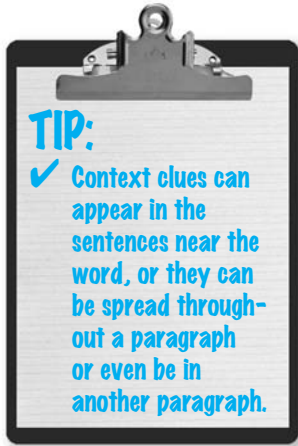 TIP:
✔ Context clues can
appear in the
sentences near the
word, or they can
be spread through-
out a paragraph
or even be in
another paragraph.